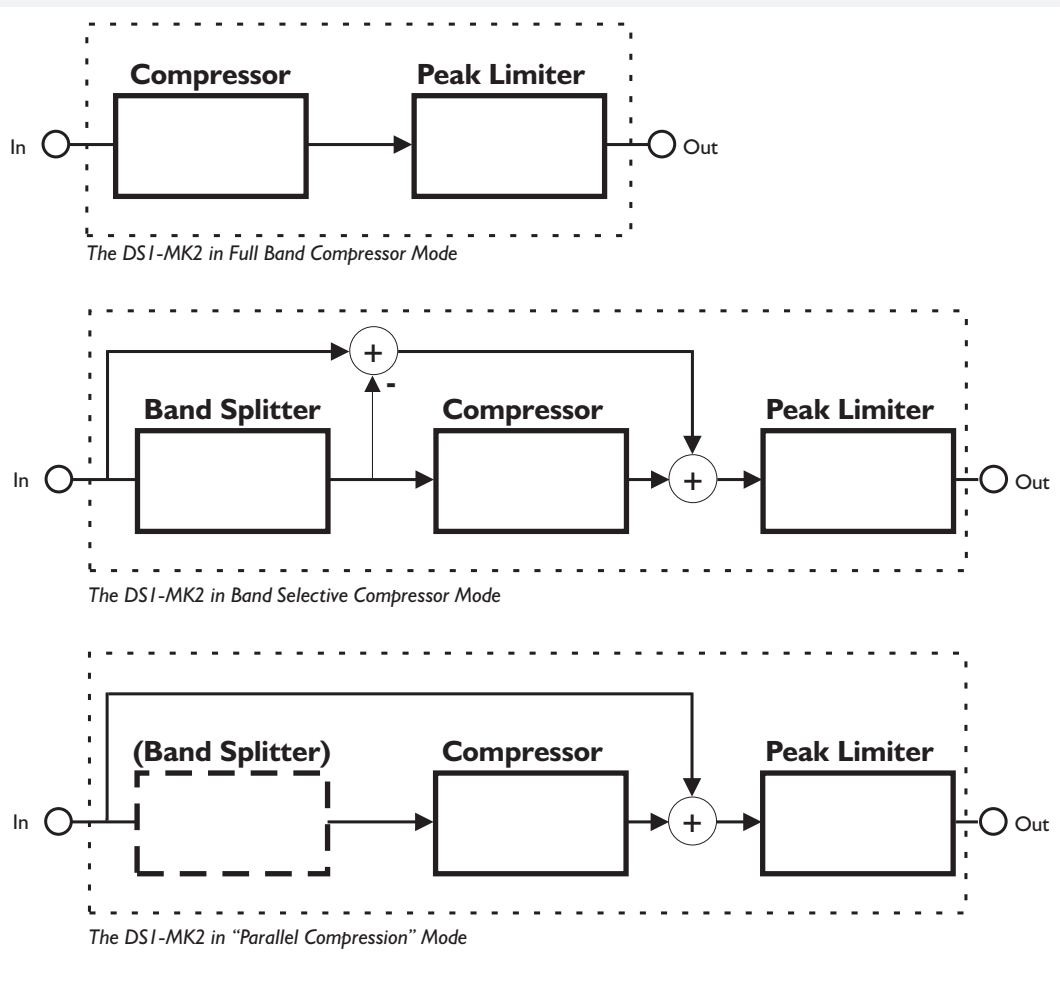 Compressor Peak Limiter
In Out
The DS1-MK2 in Full Band Compressor Mode
+
-
Band Splitter Compressor Peak Limiter
In + Out
The DS1-MK2 in Band Selective Compressor Mode
(Band Splitter) Compressor Peak Limiter
In + Out
The DS1-MK2 in “Parallel Compression” Mode